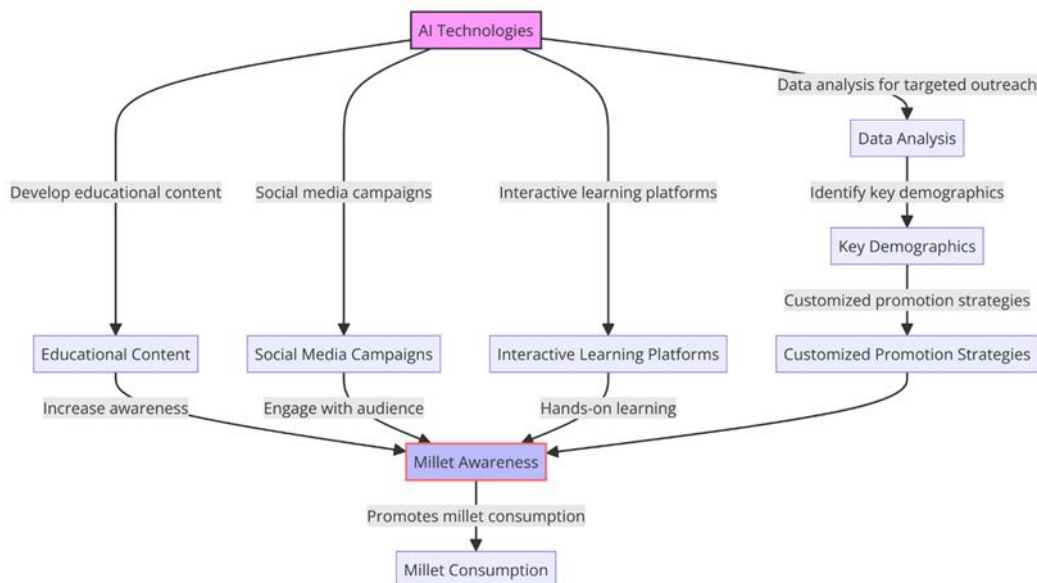 AI Technologies
Data analysis for targeted outreach
Data Analysis
Develop educational content
Social media campaigns
Interactive learning platforms
Identify key demographics
Key Demographics
Customized promotion strategies
Educational Content
Social Media Campaigns
Interactive Learning Platforms
Customized Promotion Strategies
Increase awareness
Engage with audience
Hands-on learning
Millet Awareness
Promotes millet consumption
Millet Consumption